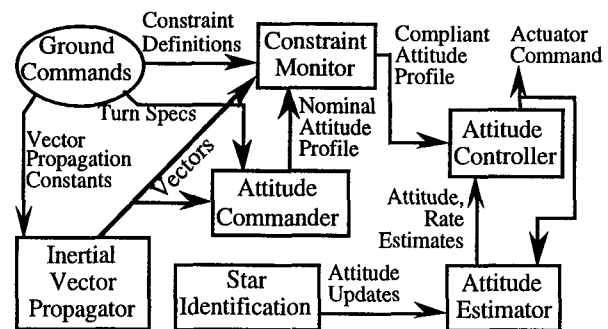 Ground
Commands
Constraint
Definitions
Constraint
Monitor
Compliant
Attitude
Profile
Actuator
Command
Turn Specs
Nominal
Attitude
Profile
Attitude
Controller
Vector
Propagation
Constants
Vectors
Attitude
Commander
Attitude,
Rate
Estimates
Inertial
Vector
Propagator
Star
Identification
Attitude
Updates
Attitude
Estimator